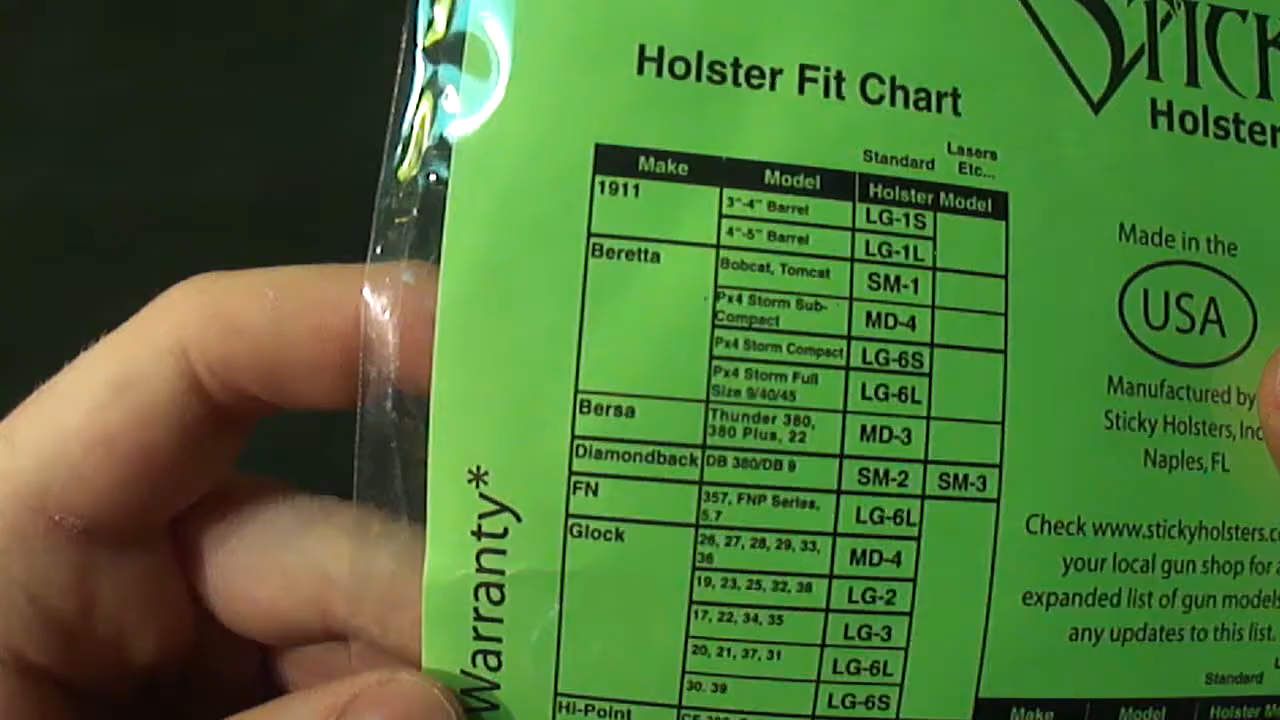 STICK
Holster
Holster Fit Chart
Standard Lasers Etc...
Make Model Holster Model
1911 3"-4" Barrel LG-1S
4"-5" Barrel LG-1L
Beretta Bobcat, Tomcat SM-1
Px4 Storm Sub-
Compact MD-4
Px4 Storm Compact LG-6S
Px4 Storm Full
Size 9/40/45 LG-6L
Bersa Thunder 380,
380 Plus, 22 MD-3
Diamondback DB 380/DB 9 SM-2 SM-3
FN 357, FNP Series,
5.7 LG-6L
Glock 26, 27, 28, 29, 33,
36 MD-4
19, 23, 25, 32, 38 LG-2
17, 22, 34, 35 LG-3
20, 21, 37, 31 LG-6L
30, 39 LG-6S
Hi-Point
Warranty*
Made in the
USA
Manufactured by
Sticky Holsters, Inc
Naples, FL
Check www.stickyholsters.c
your local gun shop for a
expanded list of gun models
any updates to this list.
Standard
Make Model Holster M